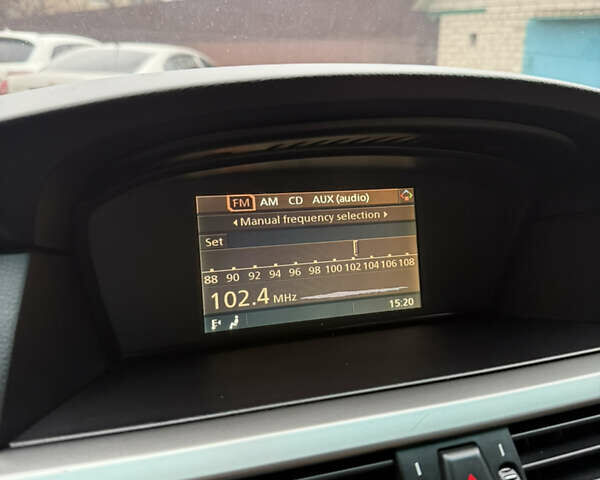 FM AM CD AUX (audio)
Manual frequency selection
Set
88 90 92 94 96 98 100 102 104 106 108
102.4 MHz
15:20